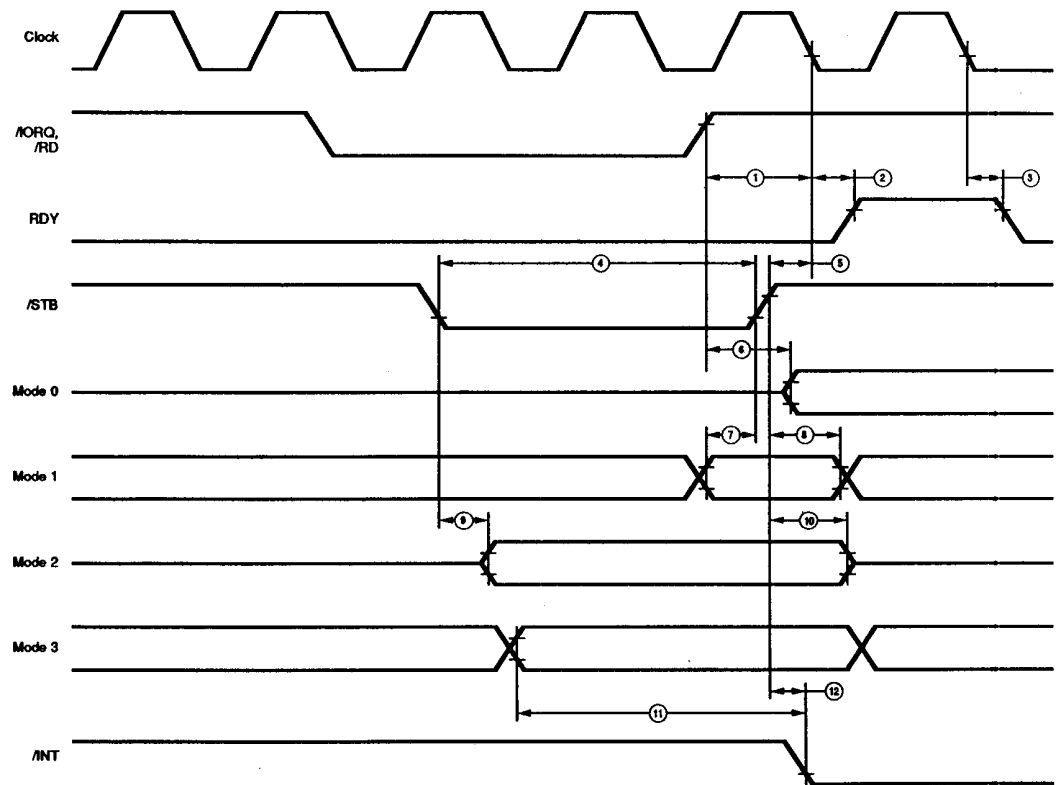 Clock
/IORQ,
/RD
1
2
3
RDY
4
5
/STB
6
Mode 0
7
8
Mode 1
9
10
Mode 2
Mode 3
12
11
/INT